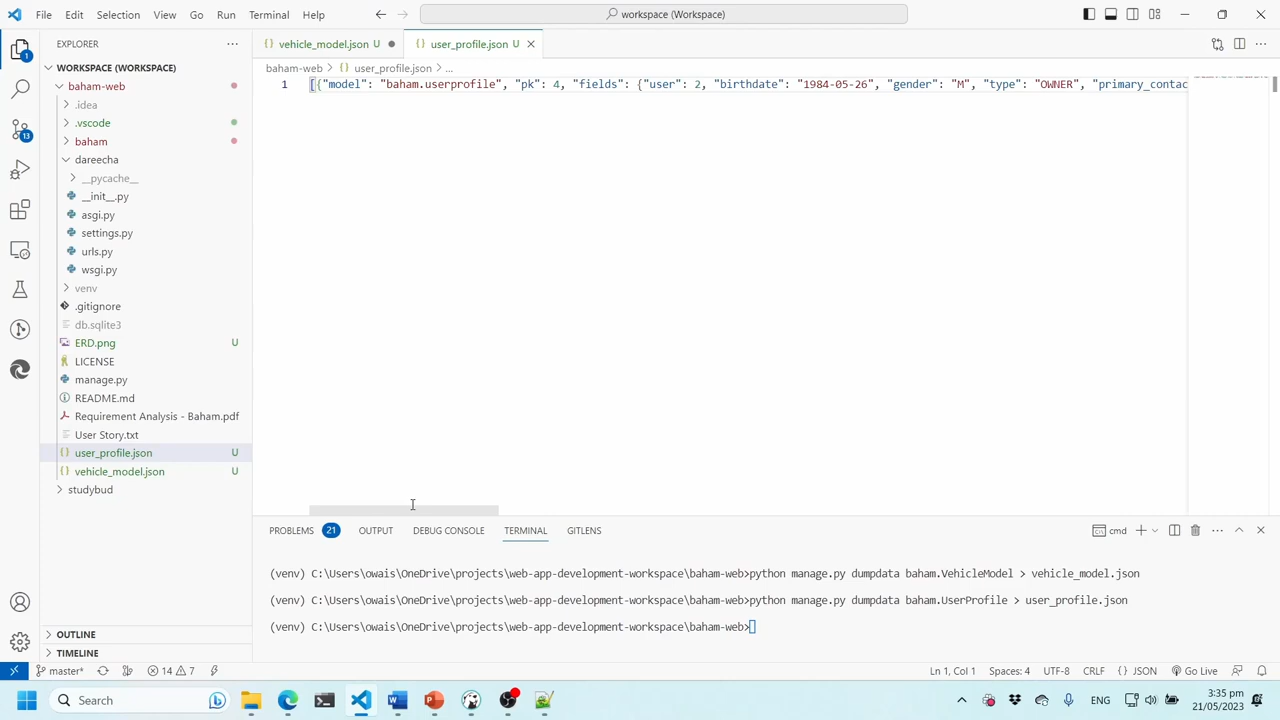 File Edit Selection View Go Run Terminal Help
workspace (Workspace)
EXPLORER
vehicle_model.json U
user_profile.json U
WORKSPACE (WORKSPACE)
baham-web > {} user_profile.json > ...
baham-web
1 [{"model": "baham.userprofile", "pk": 4, "fields": {"user": 2, "birthdate": "1984-05-26", "gender": "M", "type": "OWNER", "primary_contac
.idea
.vscode
baham
dareecha
__pycache__
__init__.py
asgi.py
settings.py
urls.py
wsgi.py
venv
.gitignore
db.sqlite3
ERD.png U
LICENSE
manage.py
README.md
Requirement Analysis - Baham.pdf
User Story.txt
user_profile.json U
vehicle_model.json U
studybud
OUTLINE
TIMELINE
1
13
PROBLEMS 21 OUTPUT DEBUG CONSOLE TERMINAL GITLENS
cmd
(venv) C:\Users\owais\OneDrive\projects\web-app-development-workspace\baham-web>python manage.py dumpdata baham.VehicleModel > vehicle_model.json
(venv) C:\Users\owais\OneDrive\projects\web-app-development-workspace\baham-web>python manage.py dumpdata baham.UserProfile > user_profile.json
(venv) C:\Users\owais\OneDrive\projects\web-app-development-workspace\baham-web>
master* 14 7
Ln 1, Col 1 Spaces: 4 UTF-8 CRLF {} JSON Go Live
Search
ENG
3:35 pm
21/05/2023